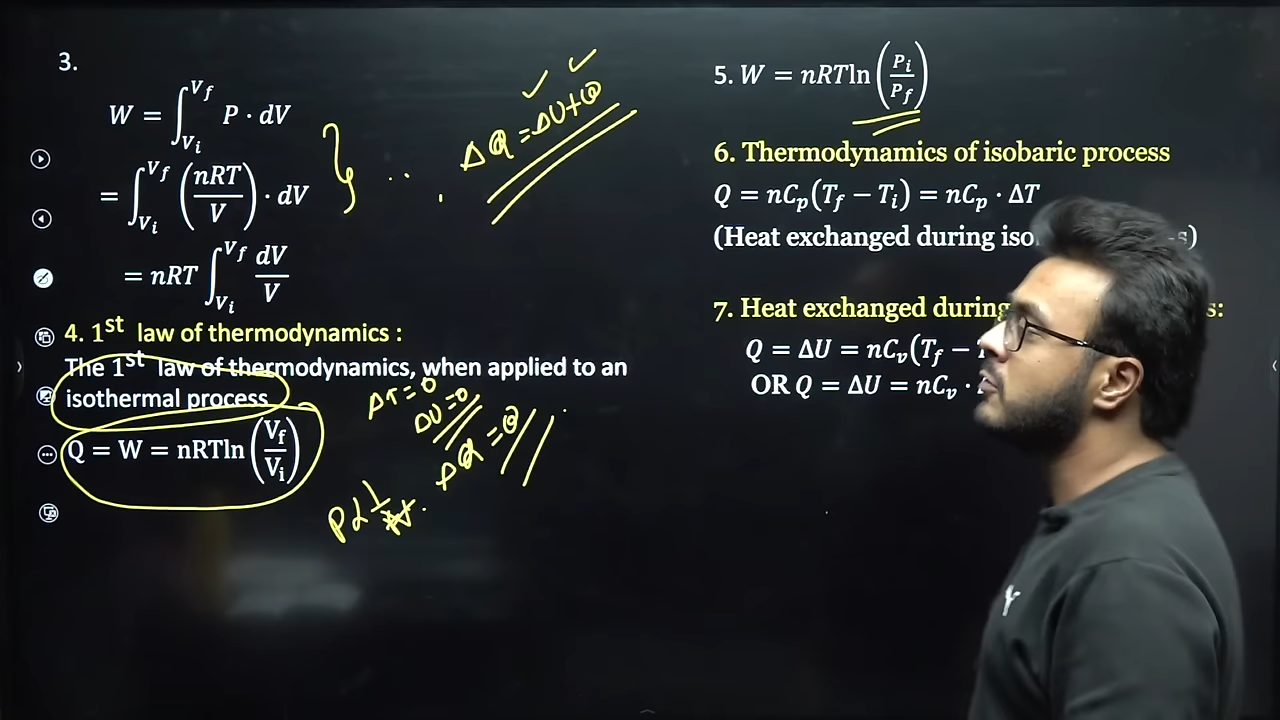 3.
W = ∫_{V_i}^{V_f} P · dV
= ∫_{V_i}^{V_f} (nRT/V) · dV
= nRT ∫_{V_i}^{V_f} dV/V
ΔQ = ΔU + ω
4. 1st law of thermodynamics :
The 1st law of thermodynamics, when applied to an
isothermal process
Q = W = nRTln (V_f/V_i)
ΔT = 0
ΔU = 0
ΔQ = ω
P α 1/V
5. W = nRTln (P_i/P_f)
6. Thermodynamics of isobaric process
Q = nC_p(T_f − T_i) = nC_p · ΔT
(Heat exchanged during s)
7. Heat exchanged during s:
Q = ΔU = nC_v(T_f −
OR Q = ΔU = nC_v ·